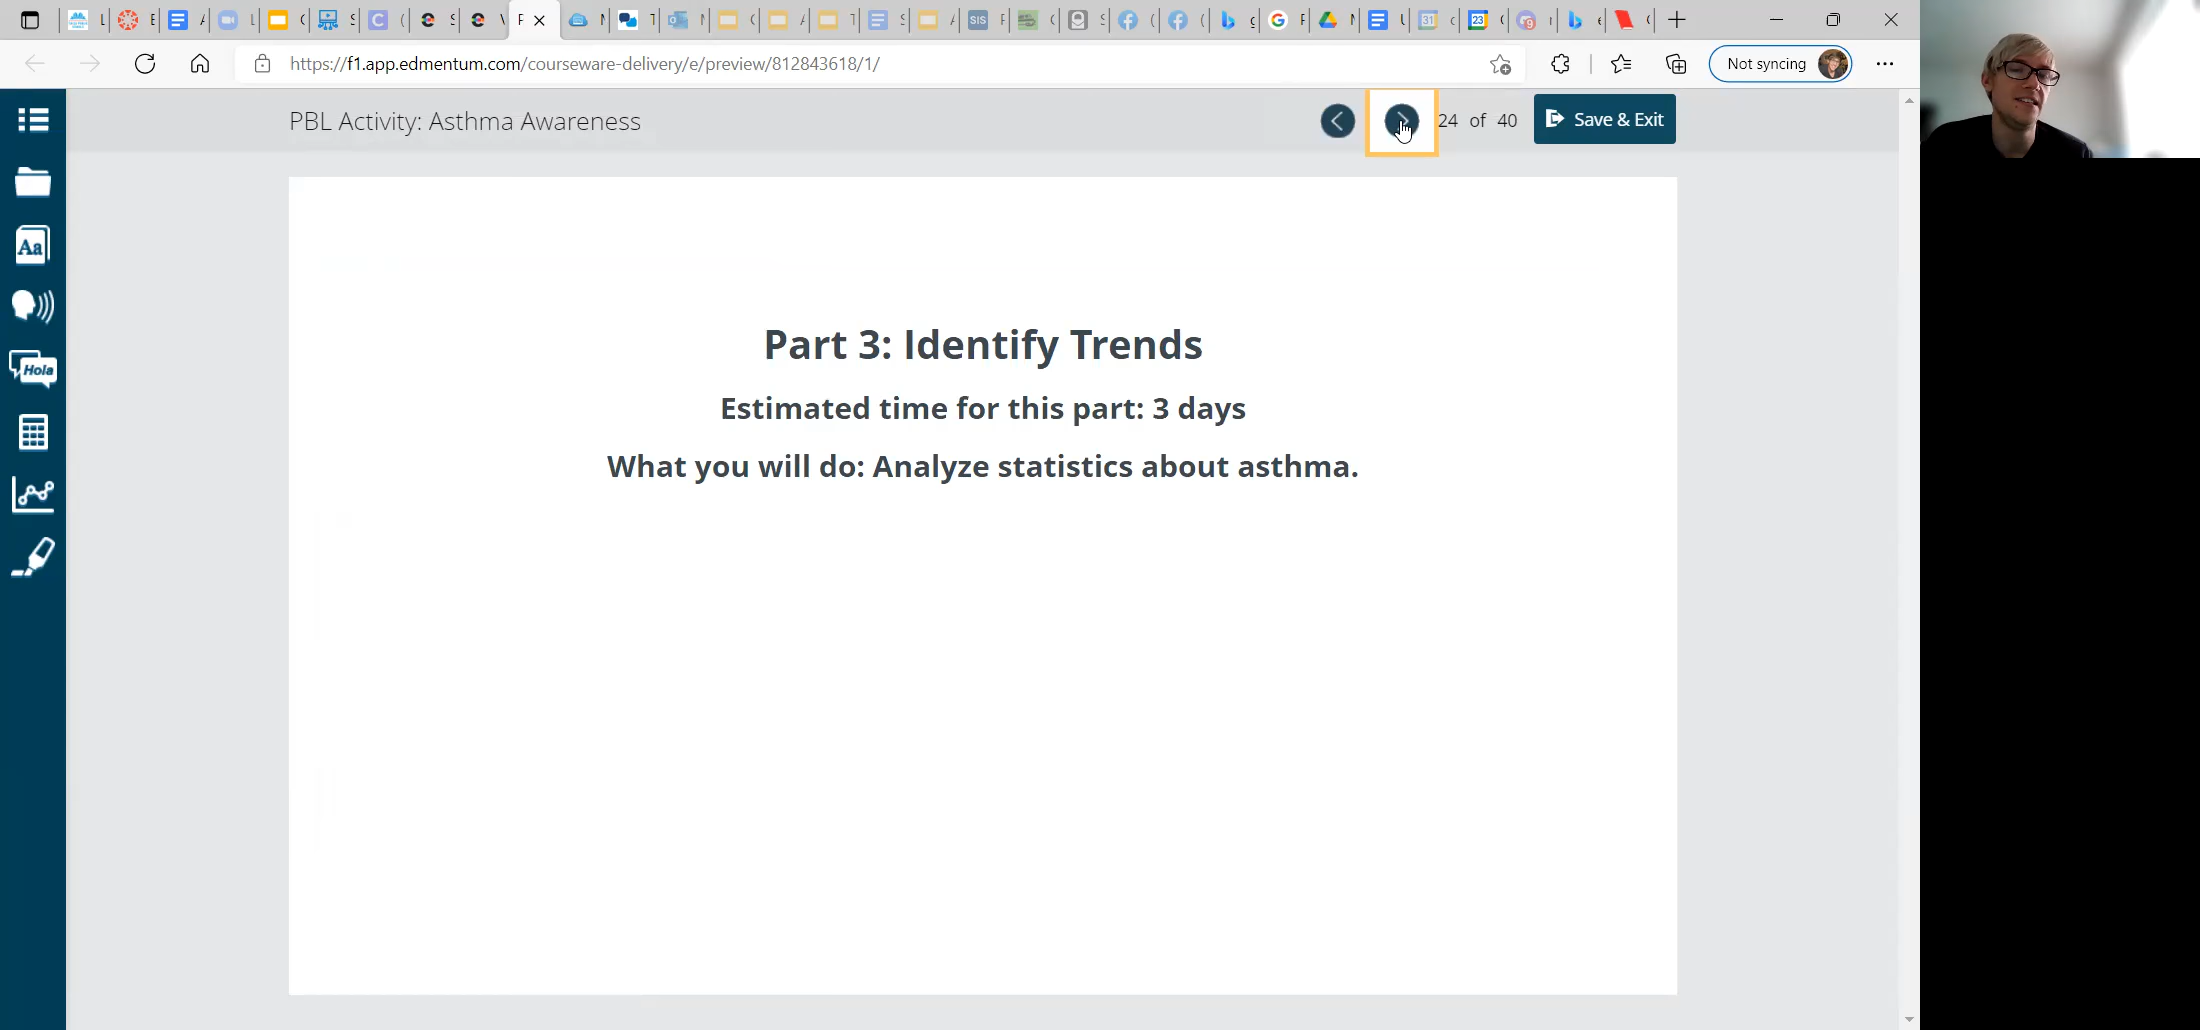 Not syncing
https://f1.app.edmentum.com/courseware-delivery/e/preview/812843618/1/
PBL Activity: Asthma Awareness
24 of 40
Save & Exit
Aa
Hola
Part 3: Identify Trends
Estimated time for this part: 3 days
What you will do: Analyze statistics about asthma.